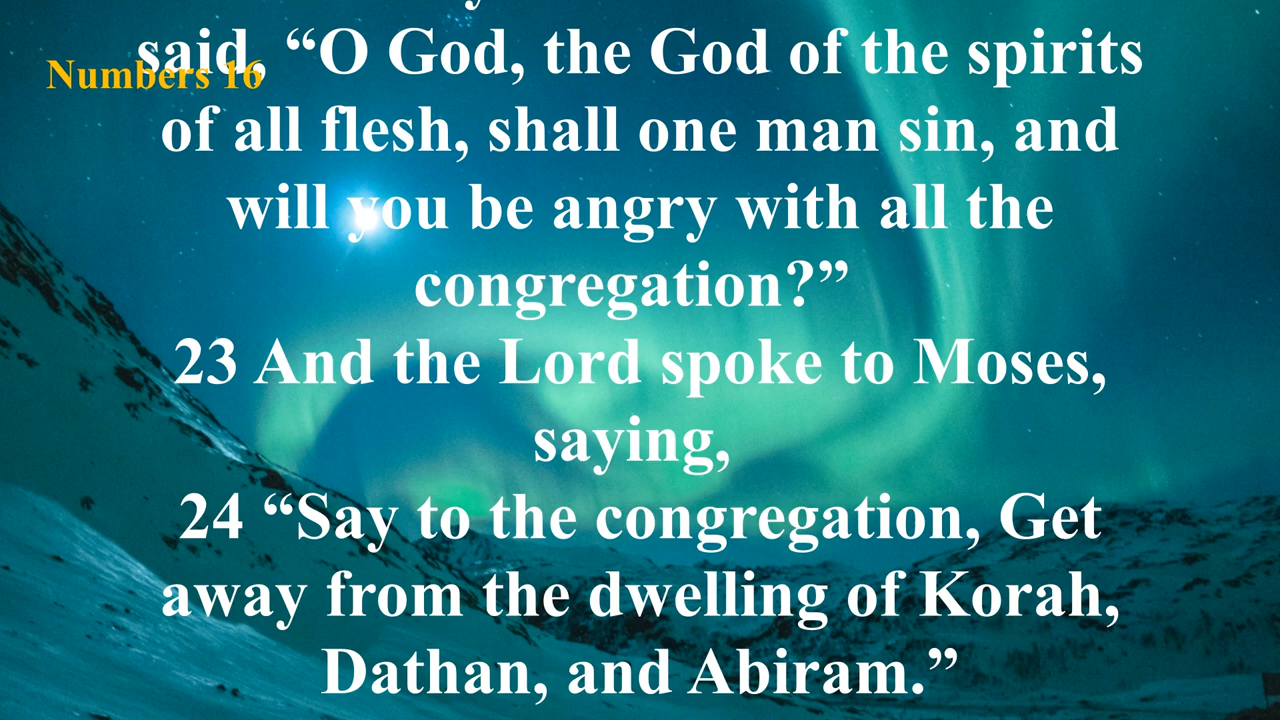 said, “O God, the God of the spirits
Numbers 16
of all flesh, shall one man sin, and
will you be angry with all the
congregation?”
23 And the Lord spoke to Moses,
saying,
24 “Say to the congregation, Get
away from the dwelling of Korah,
Dathan, and Abiram.”